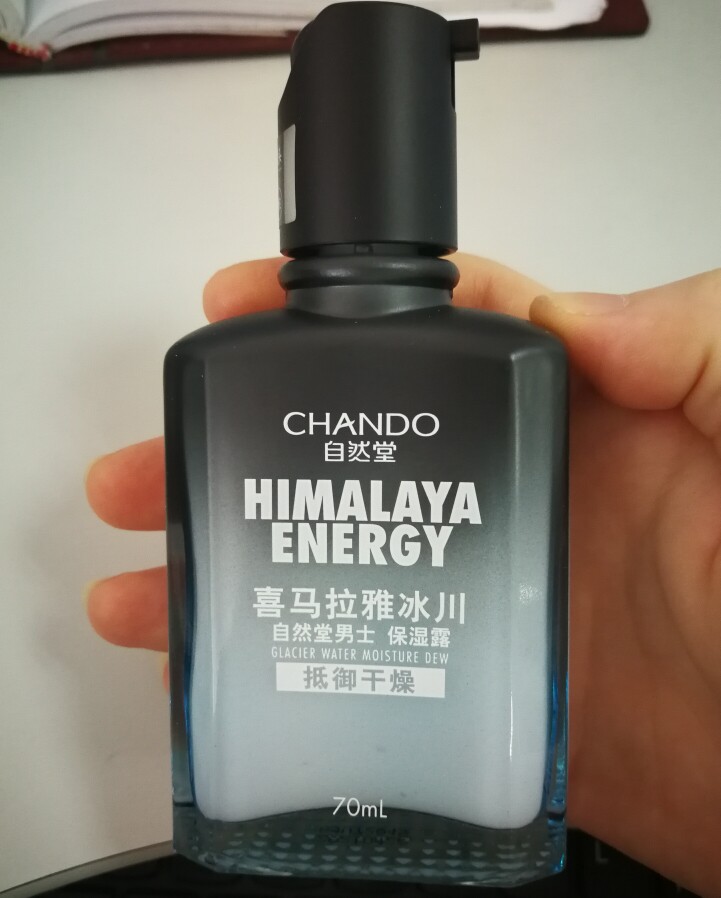 CHANDO
自然堂
HIMALAYA
ENERGY
喜马拉雅冰川
自然堂男士 保湿露
GLACIER WATER MOISTURE DEW
抵御干燥
70mL